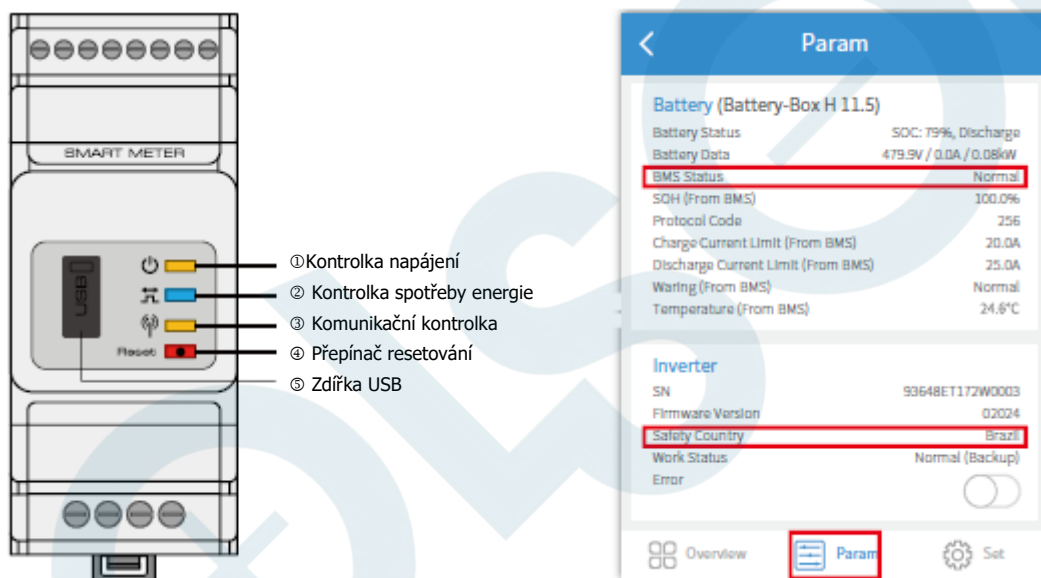 SMART METER
USB
Reset
①Kontrolka napájení
② Kontrolka spotřeby energie
③ Komunikační kontrolka
④ Přepínač resetování
⑤ Zdířka USB
Param
Battery (Battery-Box H 11.5)
Battery Status SOC: 79%, Discharge
Battery Data 479.9V / 0.0A / 0.08kW
BMS Status Normal
SOH (From BMS) 100.0%
Protocol Code 256
Charge Current Limit (From BMS) 20.0A
Discharge Current Limit (From BMS) 25.0A
Waring (From BMS) Normal
Temperature (From BMS) 24.6°C
Inverter
SN 93648ET172W0003
Firmware Version 02024
Safety Country Brazil
Work Status Normal (Backup)
Error
Overview Param Set